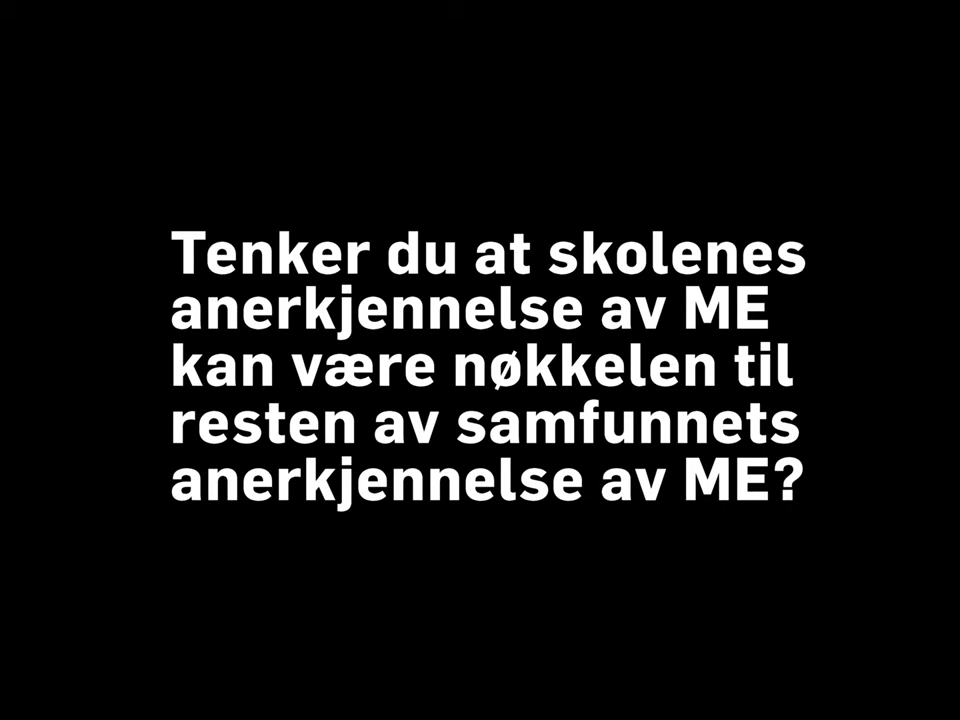 Tenker du at skolenes
anerkjennelse av ME
kan være nøkkelen til
resten av samfunnets
anerkjennelse av ME?